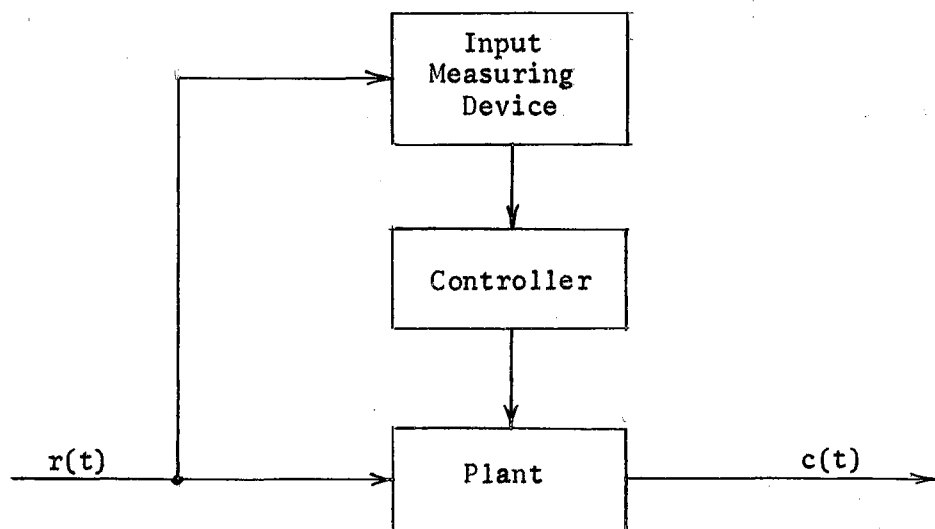 Input
Measuring
Device
Controller
r(t)
Plant
c(t)